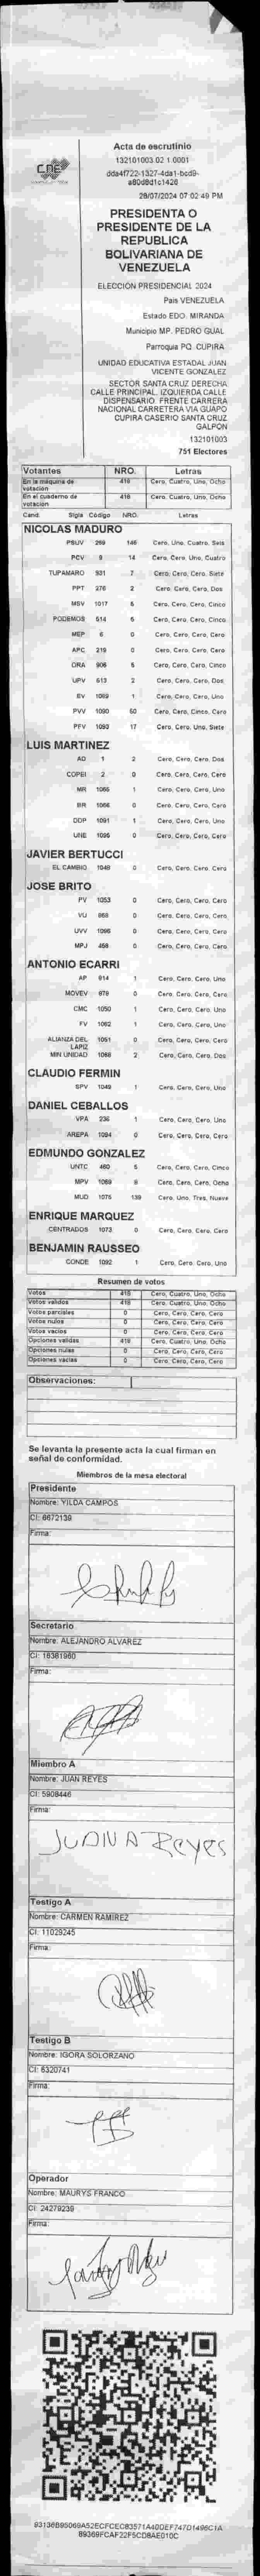 CNE
Acta de escrutinio
132101003.02.1.0001
dda4f722-1327-4da1-bcd9-
a80d8d1c1426
28/07/2024 07:02:49 PM
PRESIDENTA O
PRESIDENTE DE LA
REPUBLICA
BOLIVARIANA DE
VENEZUELA
ELECCIÓN PRESIDENCIAL 2024
País VENEZUELA
Estado EDO. MIRANDA
Municipio MP. PEDRO GUAL
Parroquia PQ. CUPIRA
UNIDAD EDUCATIVA ESTADAL JUAN
VICENTE GONZALEZ
SECTOR SANTA CRUZ DERECHA
CALLE PRINCIPAL. IZQUIERDA CALLE
DISPENSARIO. FRENTE CARRERA
NACIONAL CARRETERA VIA GUAPO
CUPIRA CASERIO SANTA CRUZ
GALPÓN
132101003
751 Electores
Votantes NRO. Letras
En la máquina de votación 418 Cero, Cuatro, Uno, Ocho
En el cuaderno de votación 418 Cero, Cuatro, Uno, Ocho
Cand. Sigla Código NRO. Letras
NICOLAS MADURO
PSUV 269 146 Cero, Uno, Cuatro, Seis
PCV 9 14 Cero, Cero, Uno, Cuatro
TUPAMARO 931 7 Cero, Cero, Cero, Siete
PPT 276 2 Cero, Cero, Cero, Dos
MSV 1017 5 Cero, Cero, Cero, Cinco
PODEMOS 514 5 Cero, Cero, Cero, Cinco
MEP 6 0 Cero, Cero, Cero, Cero
APC 219 0 Cero, Cero, Cero, Cero
ORA 906 5 Cero, Cero, Cero, Cinco
UPV 613 2 Cero, Cero, Cero, Dos
EV 1069 1 Cero, Cero, Cero, Uno
PVV 1090 50 Cero, Cero, Cinco, Cero
PFV 1093 17 Cero, Cero, Uno, Siete
LUIS MARTINEZ
AD 1 2 Cero, Cero, Cero, Dos
COPEI 2 0 Cero, Cero, Cero, Cero
MR 1065 1 Cero, Cero, Cero, Uno
BR 1066 0 Cero, Cero, Cero, Cero
DDP 1091 1 Cero, Cero, Cero, Uno
UNE 1095 0 Cero, Cero, Cero, Cero
JAVIER BERTUCCI
EL CAMBIO 1049 0 Cero, Cero, Cero, Cero
JOSE BRITO
PV 1053 0 Cero, Cero, Cero, Cero
VU 868 0 Cero, Cero, Cero, Cero
UVV 1096 0 Cero, Cero, Cero, Cero
MPJ 458 0 Cero, Cero, Cero, Cero
ANTONIO ECARRI
AP 914 1 Cero, Cero, Cero, Uno
MOVEV 979 0 Cero, Cero, Cero, Cero
CMC 1050 1 Cero, Cero, Cero, Uno
FV 1062 1 Cero, Cero, Cero, Uno
ALIANZA DEL LAPIZ 1051 0 Cero, Cero, Cero, Cero
MIN UNIDAD 1068 2 Cero, Cero, Cero, Dos
CLAUDIO FERMIN
SPV 1048 1 Cero, Cero, Cero, Uno
DANIEL CEBALLOS
VPA 236 1 Cero, Cero, Cero, Uno
AREPA 1094 0 Cero, Cero, Cero, Cero
EDMUNDO GONZALEZ
UNTC 460 5 Cero, Cero, Cero, Cinco
MPV 1089 8 Cero, Cero, Cero, Ocho
MUD 1075 139 Cero, Uno, Tres, Nueve
ENRIQUE MARQUEZ
CENTRADOS 1073 0 Cero, Cero, Cero, Cero
BENJAMIN RAUSSEO
CONDE 1092 1 Cero, Cero, Cero, Uno
Resumen de votos
Votos 418 Cero, Cuatro, Uno, Ocho
Votos validos 418 Cero, Cuatro, Uno, Ocho
Votos parciales 0 Cero, Cero, Cero, Cero
Votos nulos 0 Cero, Cero, Cero, Cero
Votos vacios 0 Cero, Cero, Cero, Cero
Opciones validas 418 Cero, Cuatro, Uno, Ocho
Opciones nulas 0 Cero, Cero, Cero, Cero
Opciones vacias 0 Cero, Cero, Cero, Cero
Observaciones:
Se levanta la presente acta la cual firman en
señal de conformidad.
Miembros de la mesa electoral
Presidente
Nombre: YILDA CAMPOS
CI: 6672139
Firma:
Secretario
Nombre: ALEJANDRO ALVAREZ
CI: 16381960
Firma:
Miembro A
Nombre: JUAN REYES
CI: 5908446
Firma:
JUANA Reyes
Testigo A
Nombre: CARMEN RAMIREZ
CI: 11029245
Firma:
Testigo B
Nombre: IGORA SOLORZANO
CI: 6320741
Firma:
Operador
Nombre: MAURYS FRANCO
CI: 24279239
Firma:
93136B95069A52ECFCEC83571A40DEF747D1496C1A
89369FCAF22F5CD8AE010C